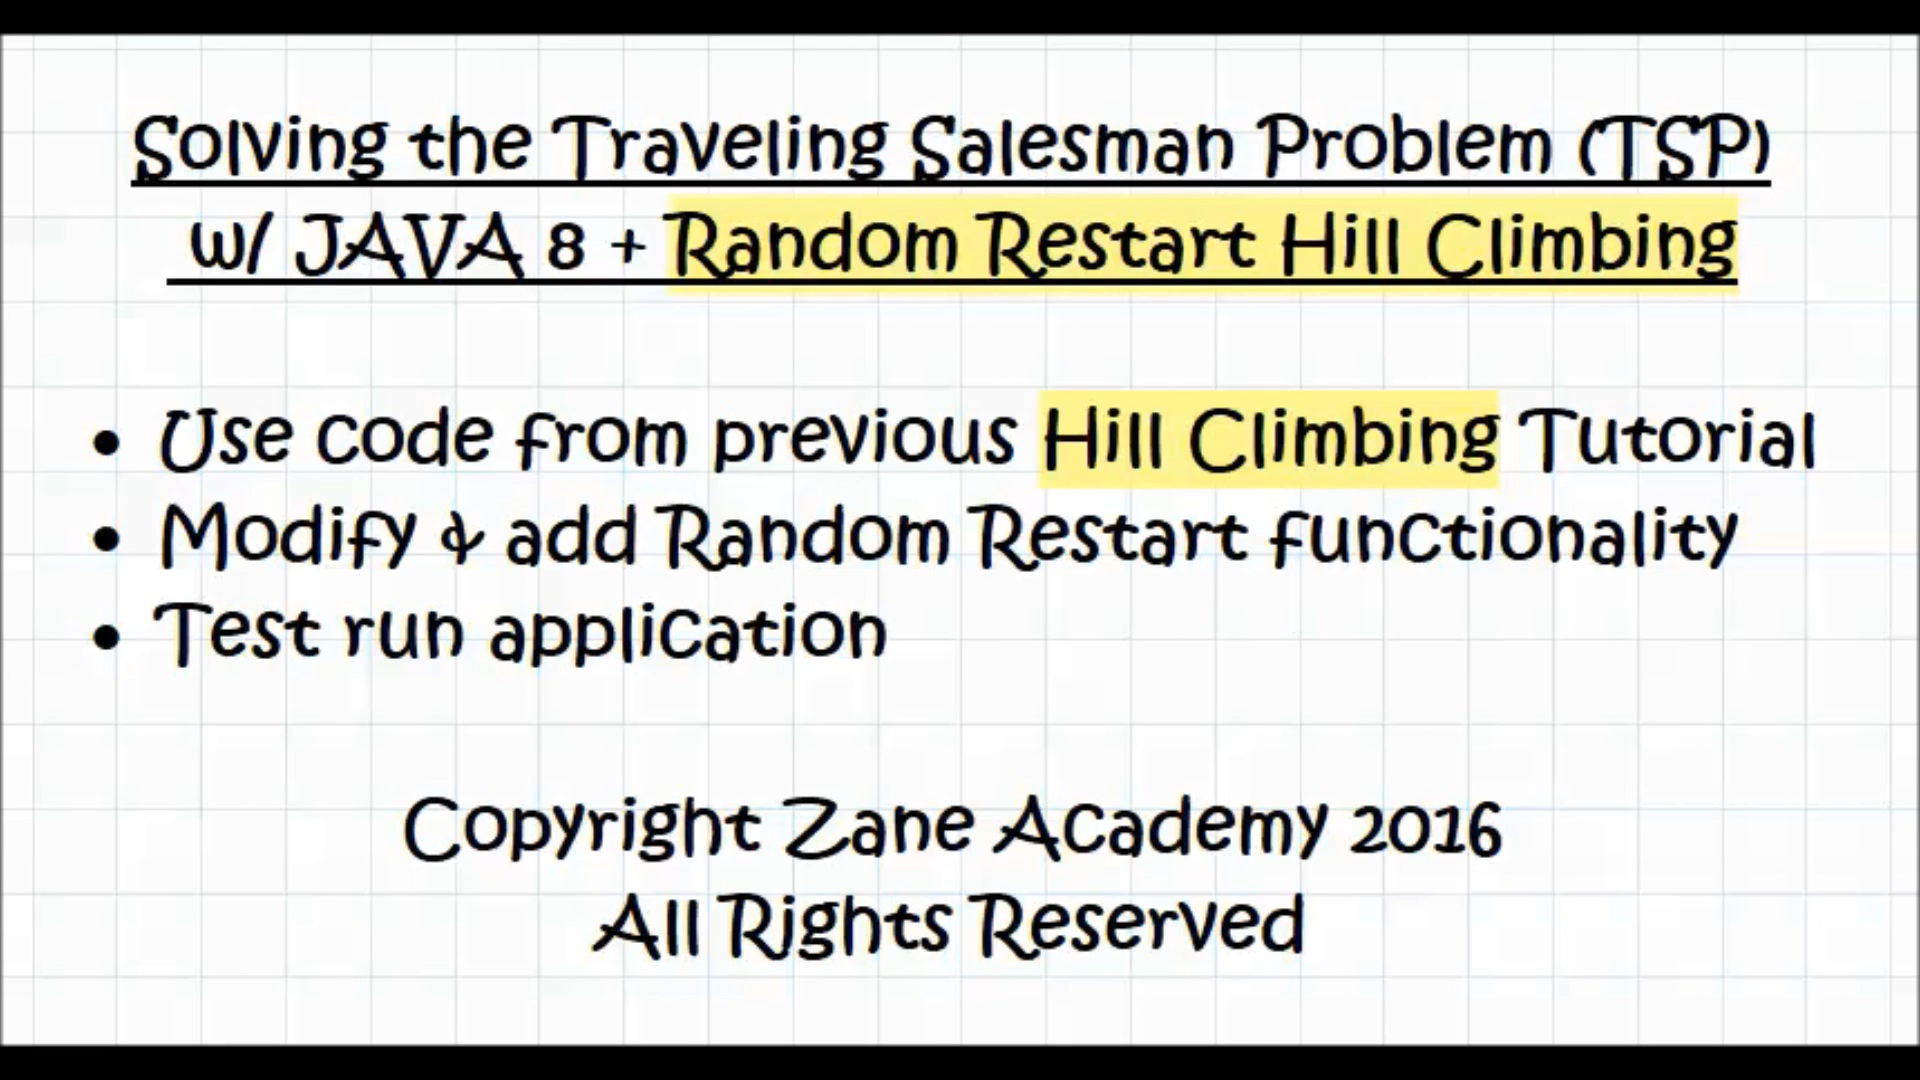 Solving the Traveling Salesman Problem (TSP)
w/ JAVA 8 + Random Restart Hill Climbing
• Use code from previous Hill Climbing Tutorial
• Modify & add Random Restart functionality
• Test run application
Copyright Zane Academy 2016
All Rights Reserved